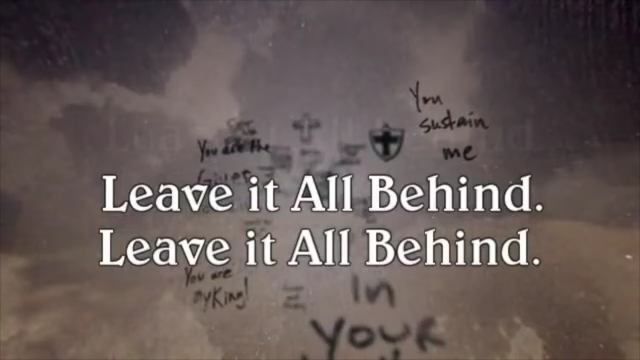 You
sustain
me
You are the
Leave it All Behind.
Leave it All Behind.
You are
my King!
In
Your